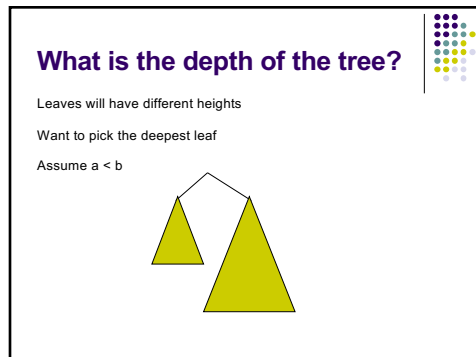 What is the depth of the tree?
Leaves will have different heights
Want to pick the deepest leaf
Assume a < b